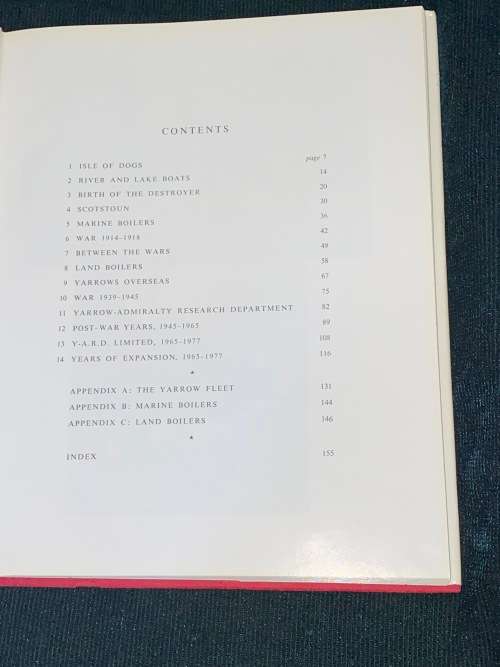 CONTENTS
1 ISLE OF DOGS page 7
2 RIVER AND LAKE BOATS 14
3 BIRTH OF THE DESTROYER 20
4 SCOTSTOUN 30
5 MARINE BOILERS 36
6 WAR 1914–1918 42
7 BETWEEN THE WARS 49
8 LAND BOILERS 58
9 YARROWS OVERSEAS 67
10 WAR 1939–1945 75
11 YARROW-ADMIRALTY RESEARCH DEPARTMENT 82
12 POST-WAR YEARS, 1945–1965 89
13 Y-A.R.D. LIMITED, 1965–1977 108
14 YEARS OF EXPANSION, 1965–1977 116
*
APPENDIX A: THE YARROW FLEET 131
APPENDIX B: MARINE BOILERS 144
APPENDIX C: LAND BOILERS 146
*
INDEX 155